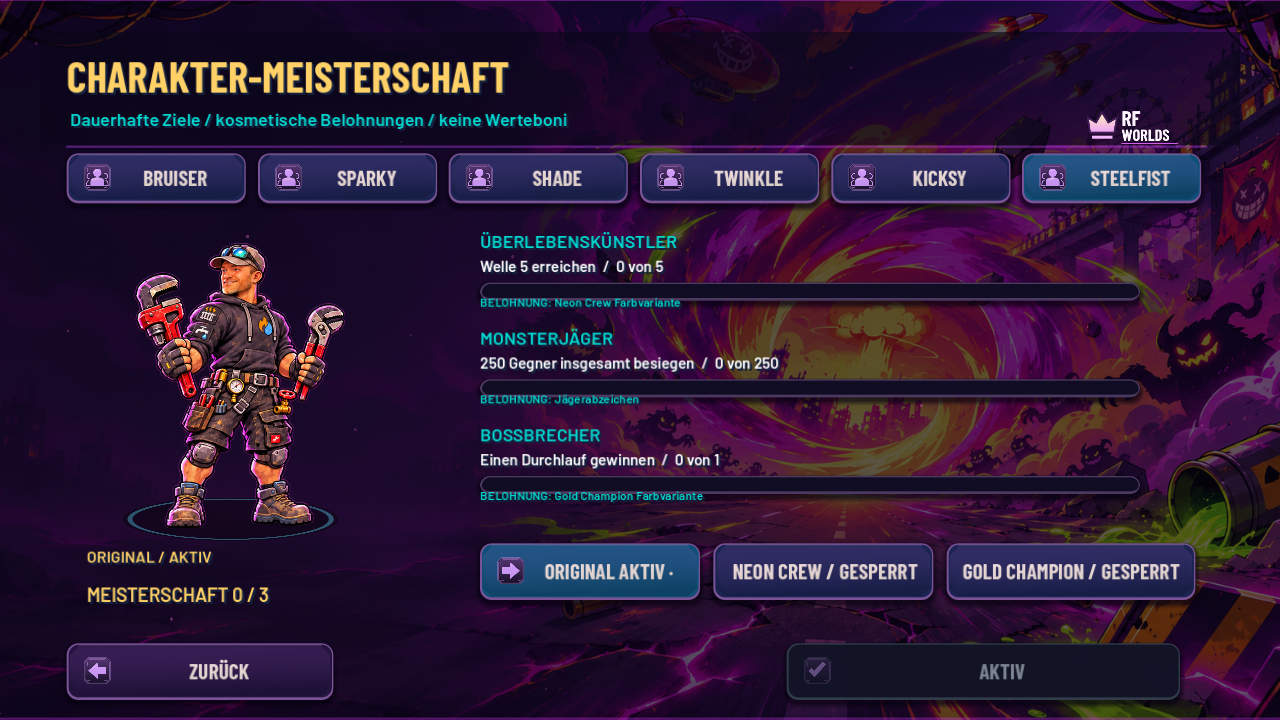 CHARAKTER-MEISTERSCHAFT
Dauerhafte Ziele / kosmetische Belohnungen / keine Werteboni
RF
WORLDS
BRUISER
SPARKY
SHADE
TWINKLE
KICKSY
STEELFIST
ÜBERLEBENSKÜNSTLER
Welle 5 erreichen / 0 von 5
BELOHNUNG: Neon Crew Farbvariante
MONSTERJÄGER
250 Gegner insgesamt besiegen / 0 von 250
BELOHNUNG: Jägerabzeichen
BOSSBRECHER
Einen Durchlauf gewinnen / 0 von 1
BELOHNUNG: Gold Champion Farbvariante
ORIGINAL / AKTIV
MEISTERSCHAFT 0 / 3
ORIGINAL AKTIV ·
NEON CREW / GESPERRT
GOLD CHAMPION / GESPERRT
ZURÜCK
AKTIV